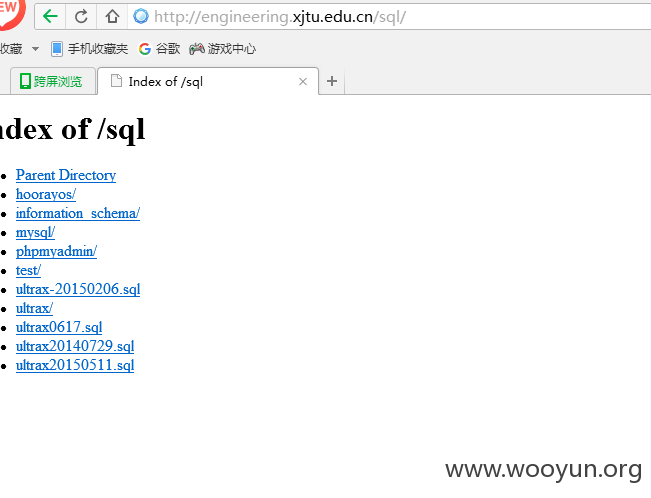 EW
http://engineering.xjtu.edu.cn/sql/
收藏 手机收藏夹 谷歌 游戏中心
跨屏浏览 Index of /sql
ndex of /sql
Parent Directory
hoorayos/
information_schema/
mysql/
phpmyadmin/
test/
ultrax-20150206.sql
ultrax/
ultrax0617.sql
ultrax20140729.sql
ultrax20150511.sql
www.wooyun.org